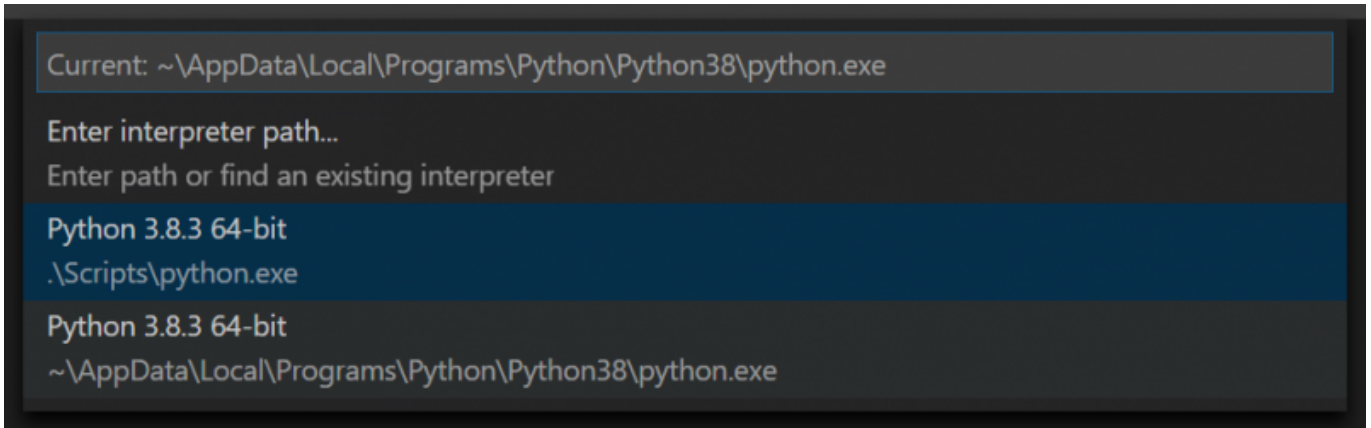 Current: ~\AppData\Local\Programs\Python\Python38\python.exe
Enter interpreter path...
Enter path or find an existing interpreter
Python 3.8.3 64-bit
.\Scripts\python.exe
Python 3.8.3 64-bit
~\AppData\Local\Programs\Python\Python38\python.exe